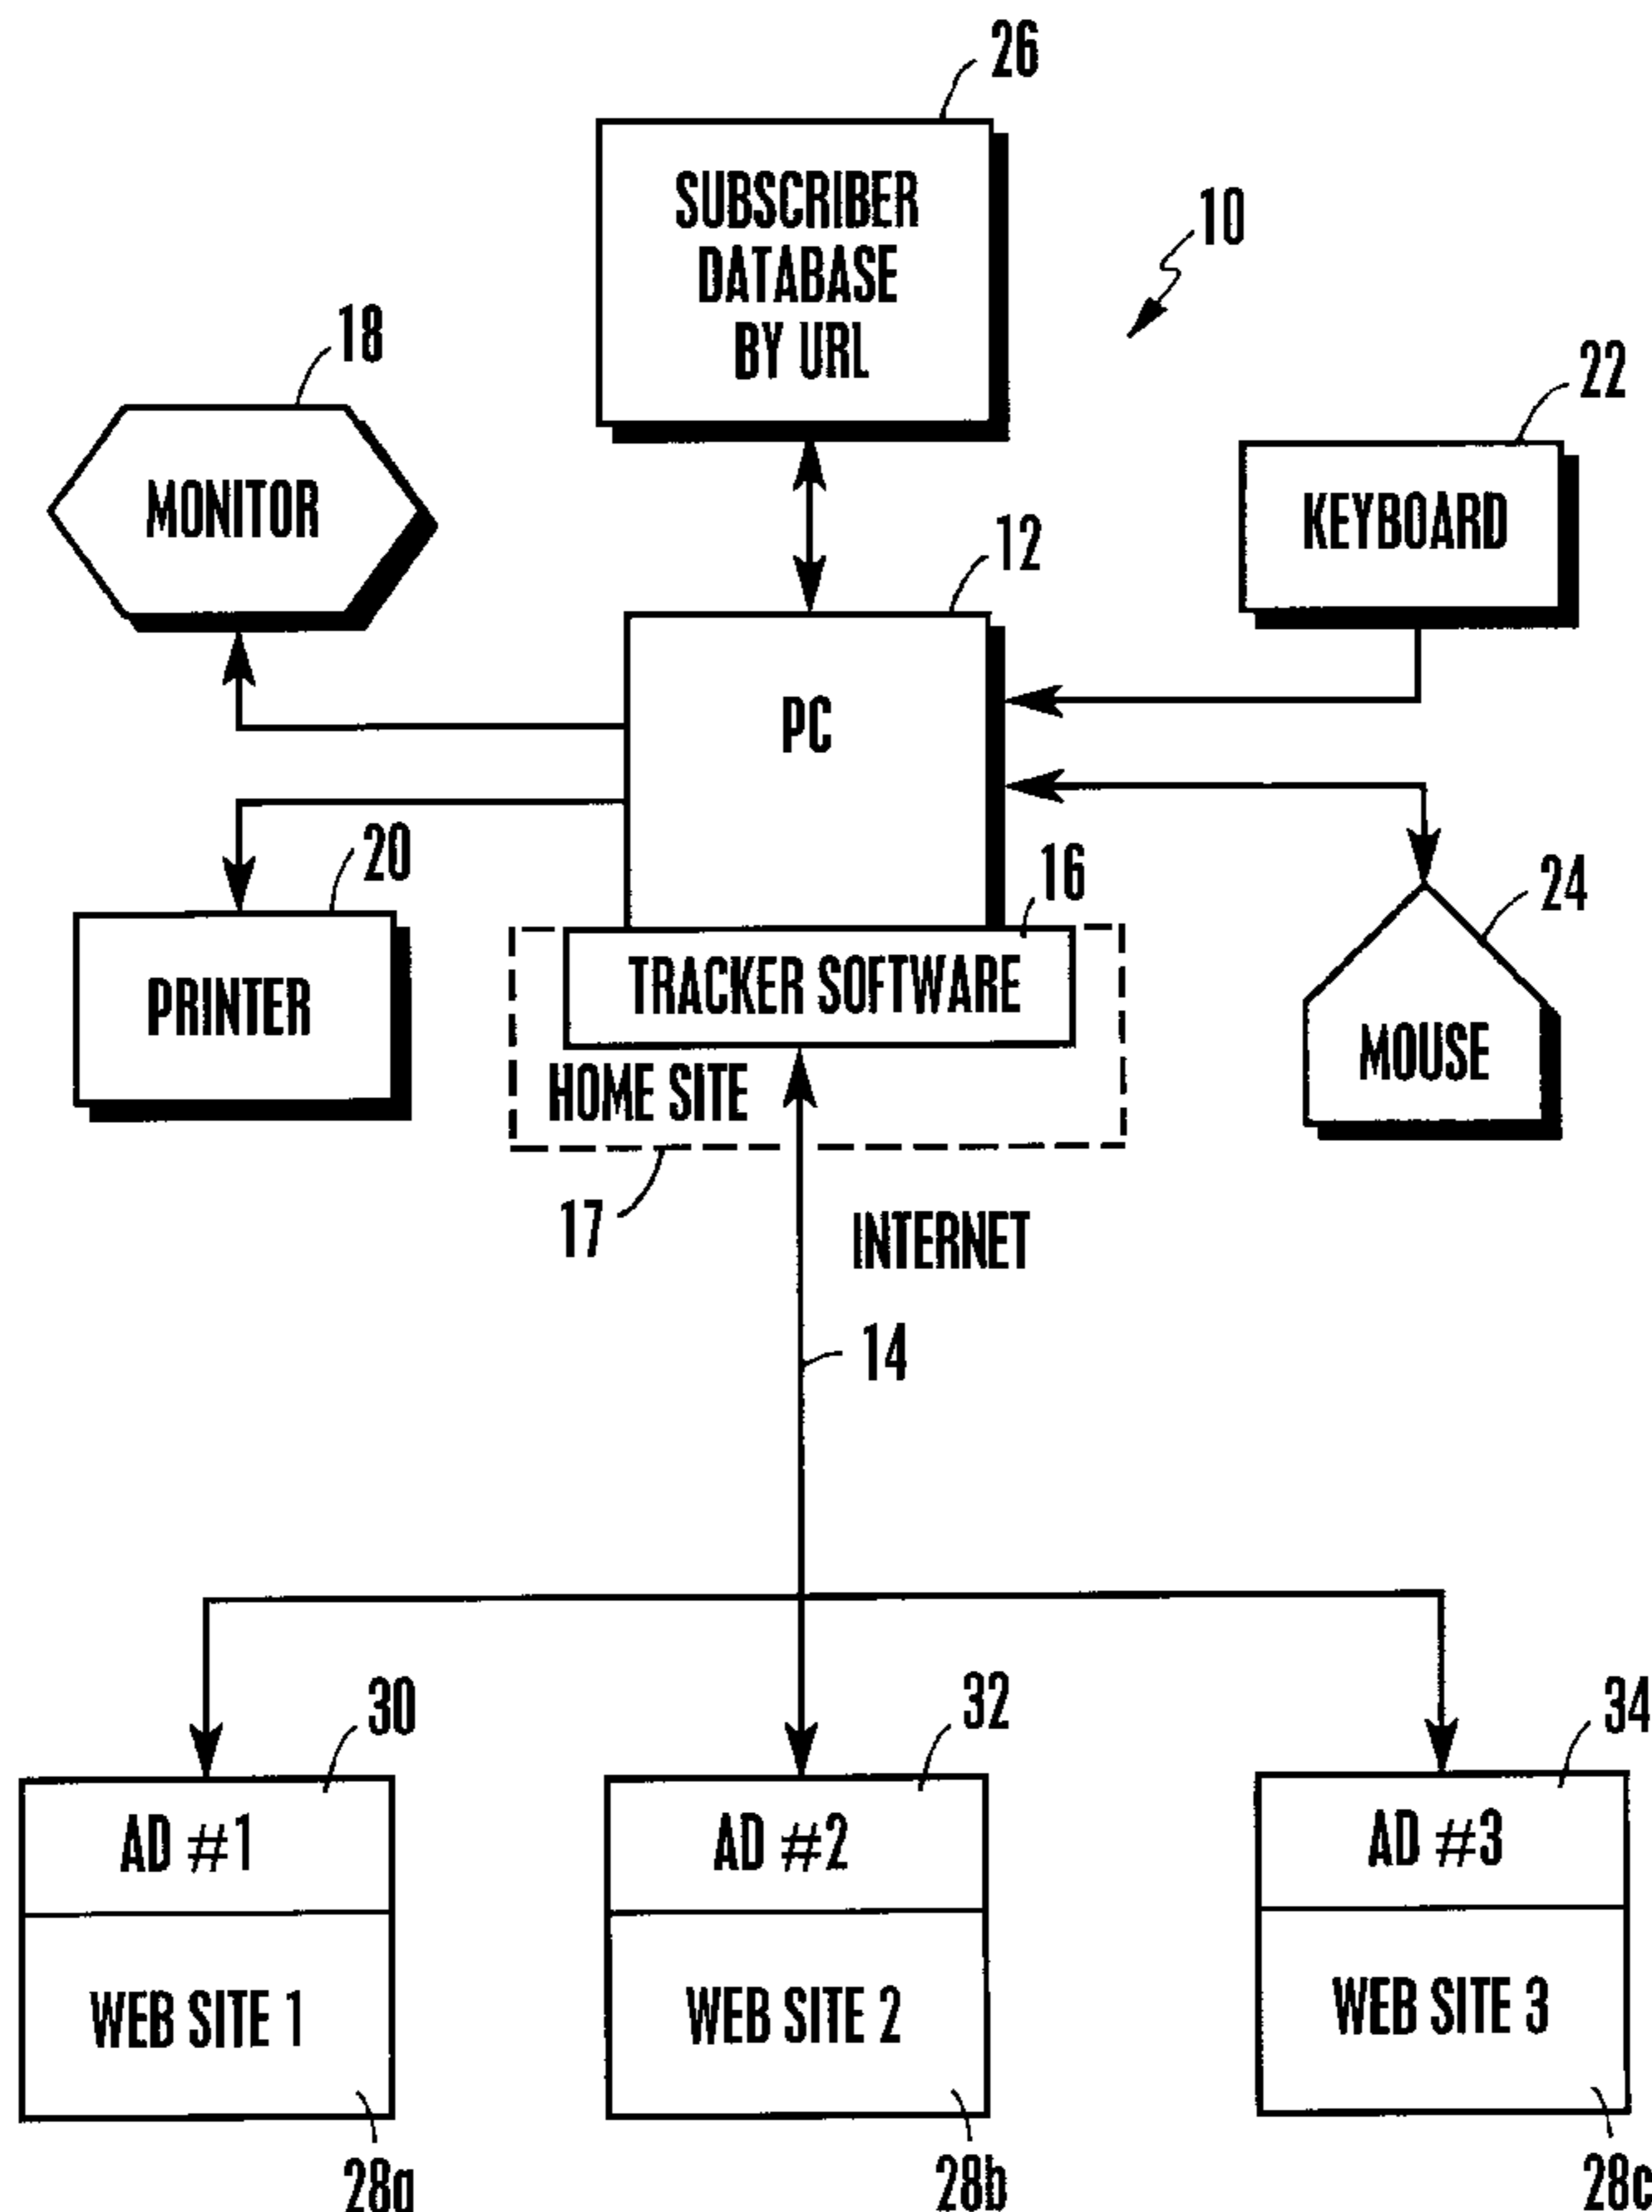 26
SUBSCRIBER
DATABASE
BY URL
10
18
MONITOR
22
KEYBOARD
12
PC
20
PRINTER
16
TRACKER SOFTWARE
HOME SITE
17
24
MOUSE
INTERNET
14
30
AD #1
WEB SITE 1
28a
32
AD #2
WEB SITE 2
28b
34
AD #3
WEB SITE 3
28c